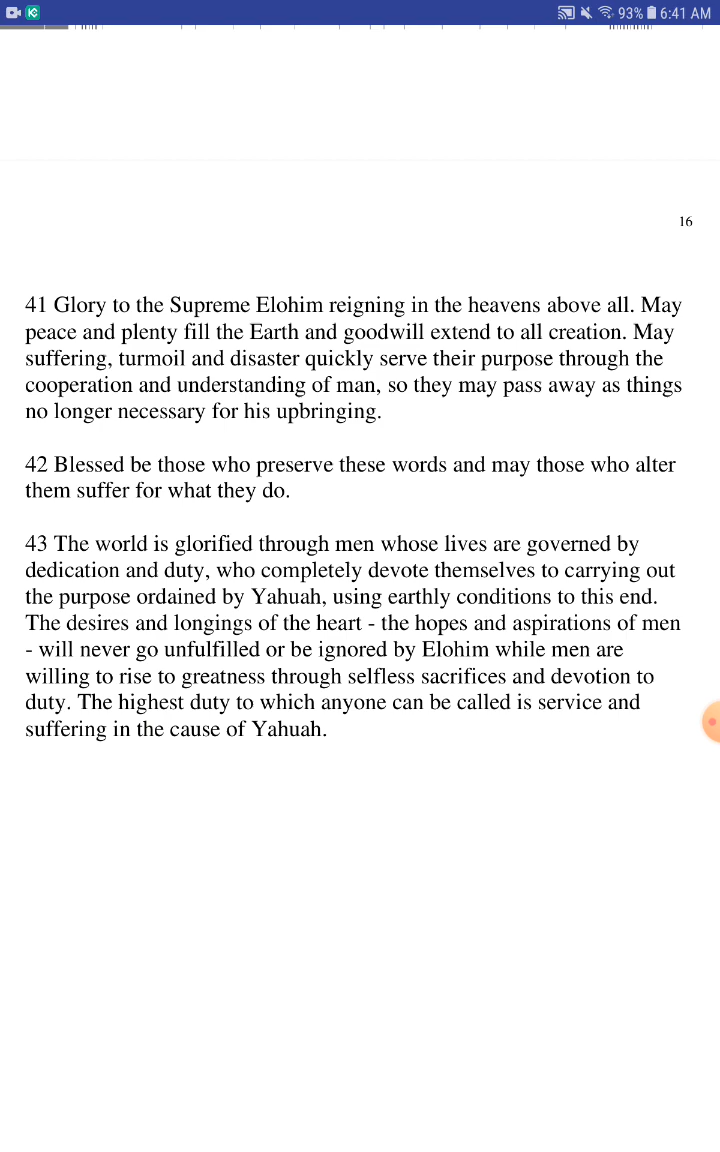 93% 6:41 AM
16
41 Glory to the Supreme Elohim reigning in the heavens above all. May
peace and plenty fill the Earth and goodwill extend to all creation. May
suffering, turmoil and disaster quickly serve their purpose through the
cooperation and understanding of man, so they may pass away as things
no longer necessary for his upbringing.
42 Blessed be those who preserve these words and may those who alter
them suffer for what they do.
43 The world is glorified through men whose lives are governed by
dedication and duty, who completely devote themselves to carrying out
the purpose ordained by Yahuah, using earthly conditions to this end.
The desires and longings of the heart - the hopes and aspirations of men
- will never go unfulfilled or be ignored by Elohim while men are
willing to rise to greatness through selfless sacrifices and devotion to
duty. The highest duty to which anyone can be called is service and
suffering in the cause of Yahuah.